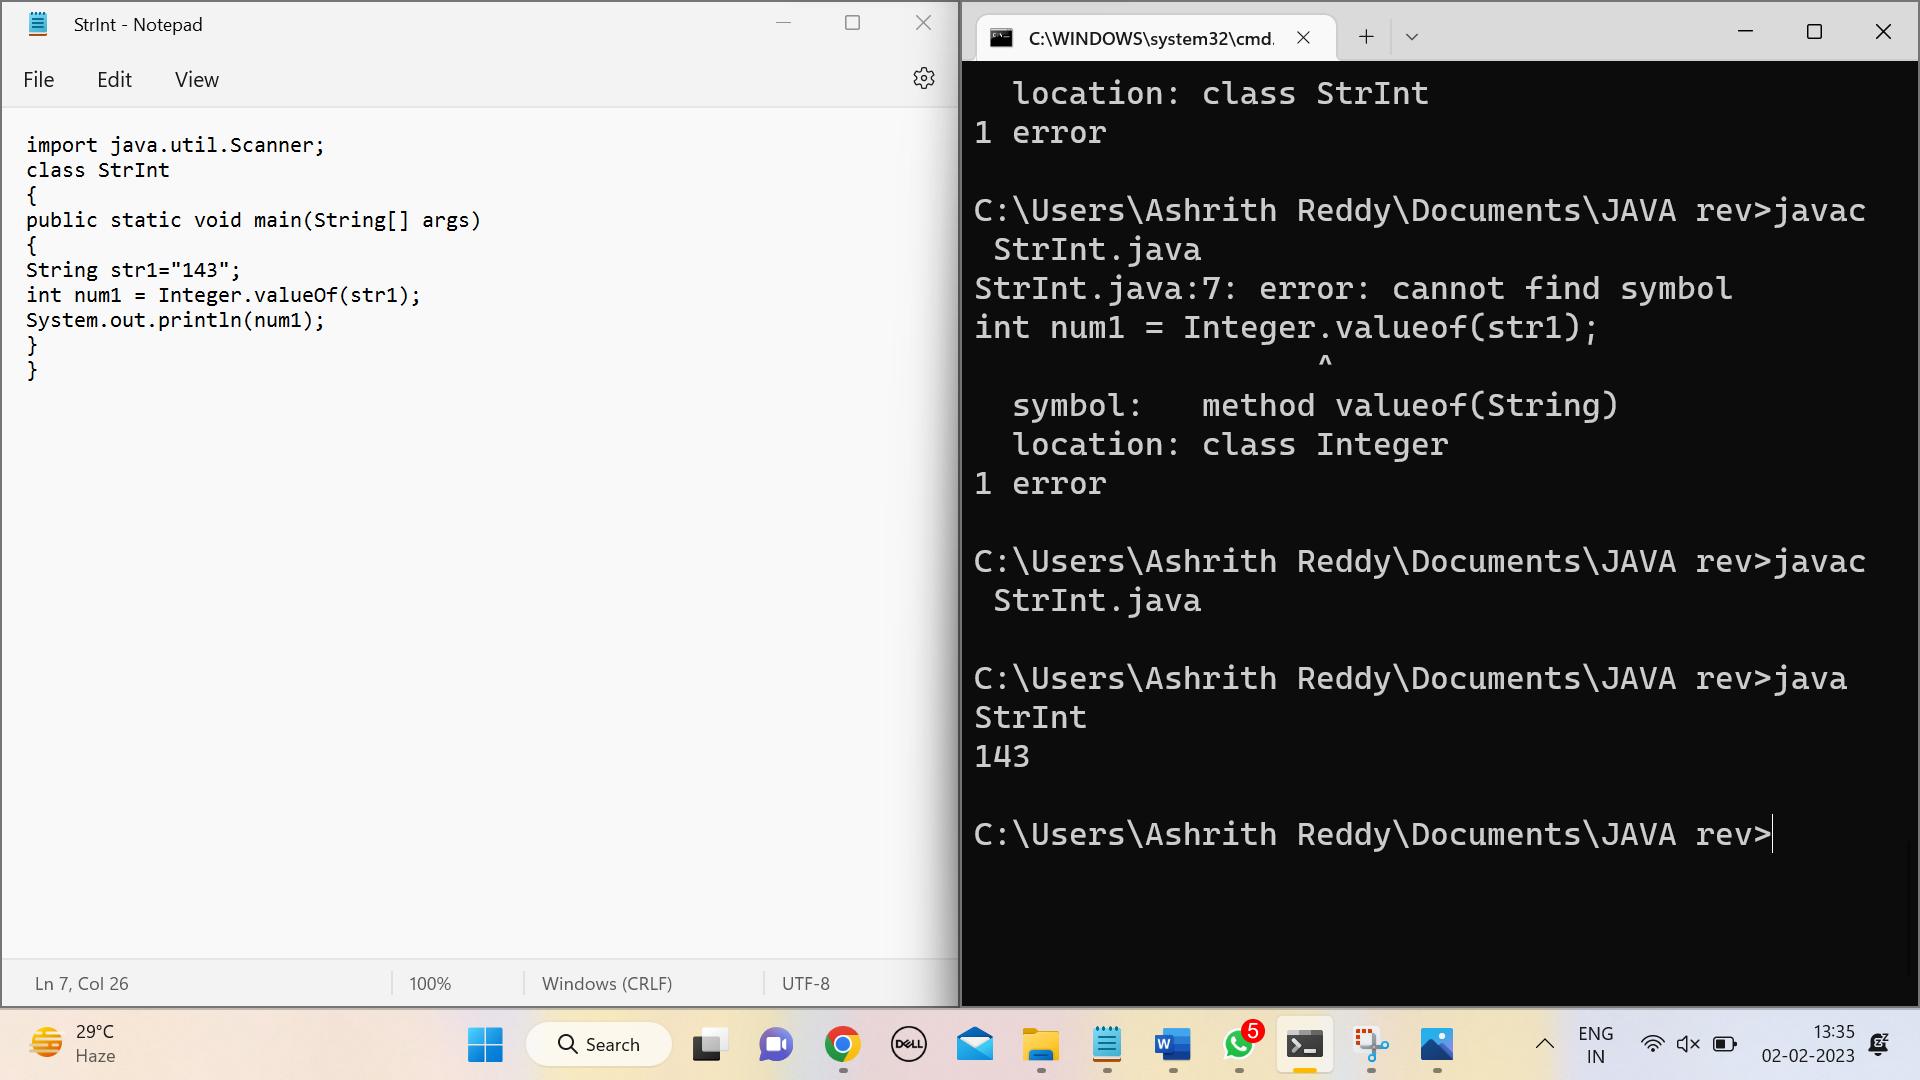 StrInt - Notepad
File Edit View
import java.util.Scanner;
class StrInt
{
public static void main(String[] args)
{
String str1="143";
int num1 = Integer.valueOf(str1);
System.out.println(num1);
}
}
Ln 7, Col 26 100% Windows (CRLF) UTF-8
C:\WINDOWS\system32\cmd.
location: class StrInt
1 error
C:\Users\Ashrith Reddy\Documents\JAVA rev>javac
StrInt.java
StrInt.java:7: error: cannot find symbol
int num1 = Integer.valueof(str1);
^
symbol: method valueof(String)
location: class Integer
1 error
C:\Users\Ashrith Reddy\Documents\JAVA rev>javac
StrInt.java
C:\Users\Ashrith Reddy\Documents\JAVA rev>java
StrInt
143
C:\Users\Ashrith Reddy\Documents\JAVA rev>
29°C
Haze
Search
DELL
W
5
ENG
IN
13:35
02-02-2023